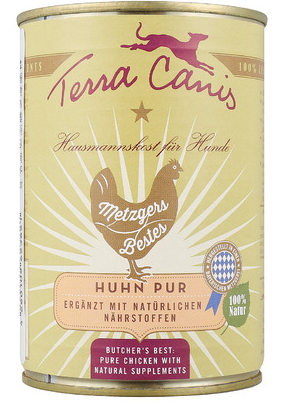 100% 
Terra Canis
Hausmannskost für Hunde
Metzgers
Bestes
HUHN PUR
ERGÄNZT MIT NATÜRLICHEN
NÄHRSTOFFEN
100%
Natur
BUTCHER'S BEST:
PURE CHICKEN WITH
NATURAL SUPPLEMENTS